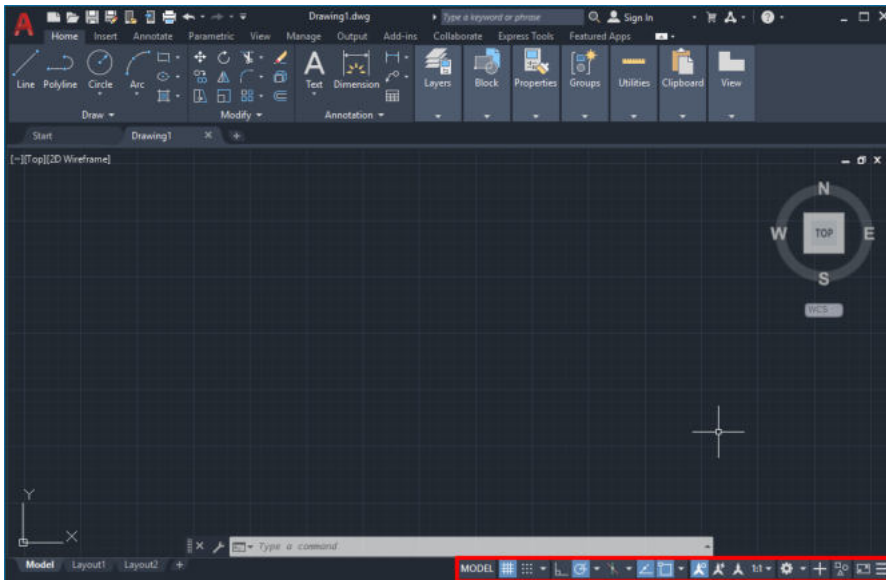 Drawing1.dwg Type a keyword or phrase Sign In
Home Insert Annotate Parametric View Manage Output Add-ins Collaborate Express Tools Featured Apps
Line Polyline Circle Arc Text Dimension Layers Block Properties Groups Utilities Clipboard View
Draw Modify Annotation
Start Drawing1
[−][Top][2D Wireframe]
N
W TOP E
S
WCS
Y
X
Type a command
Model Layout1 Layout2 + MODEL 1:1